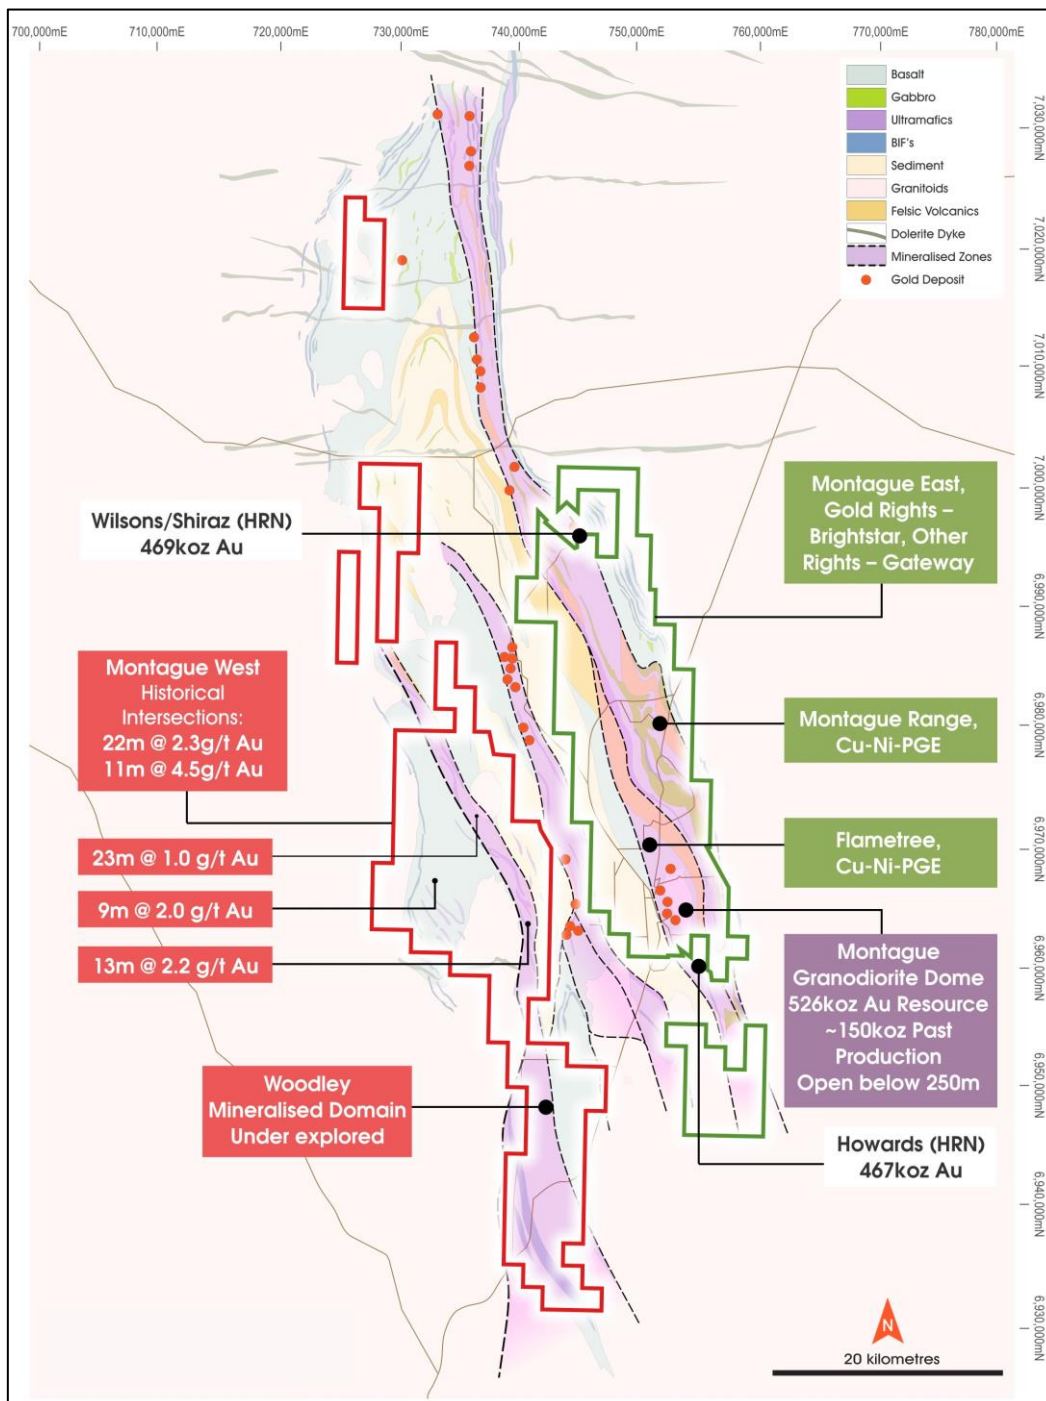 700,000mE
710,000mE
720,000mE
730,000mE
740,000mE
750,000mE
760,000mE
770,000mE
780,000mE
Basalt
Gabbro
Ultramafics
BIF's
Sediment
Granitoids
Felsic Volcanics
Dolerite Dyke
Mineralised Zones
Gold Deposit
7,030,000mN
7,020,000mN
7,010,000mN
7,000,000mN
6,990,000mN
6,980,000mN
6,970,000mN
6,960,000mN
6,950,000mN
6,940,000mN
6,930,000mN
Wilsons/Shiraz (HRN)
469koz Au
Montague East,
Gold Rights –
Brightstar, Other
Rights – Gateway
Montague West
Historical
Intersections:
22m @ 2.3g/t Au
11m @ 4.5g/t Au
Montague Range,
Cu-Ni-PGE
23m @ 1.0 g/t Au
Flametree,
Cu-Ni-PGE
9m @ 2.0 g/t Au
13m @ 2.2 g/t Au
Montague
Granodiorite Dome
526koz Au Resource
~150koz Past
Production
Open below 250m
Woodley
Mineralised Domain
Under explored
Howards (HRN)
467koz Au
N
20 kilometres